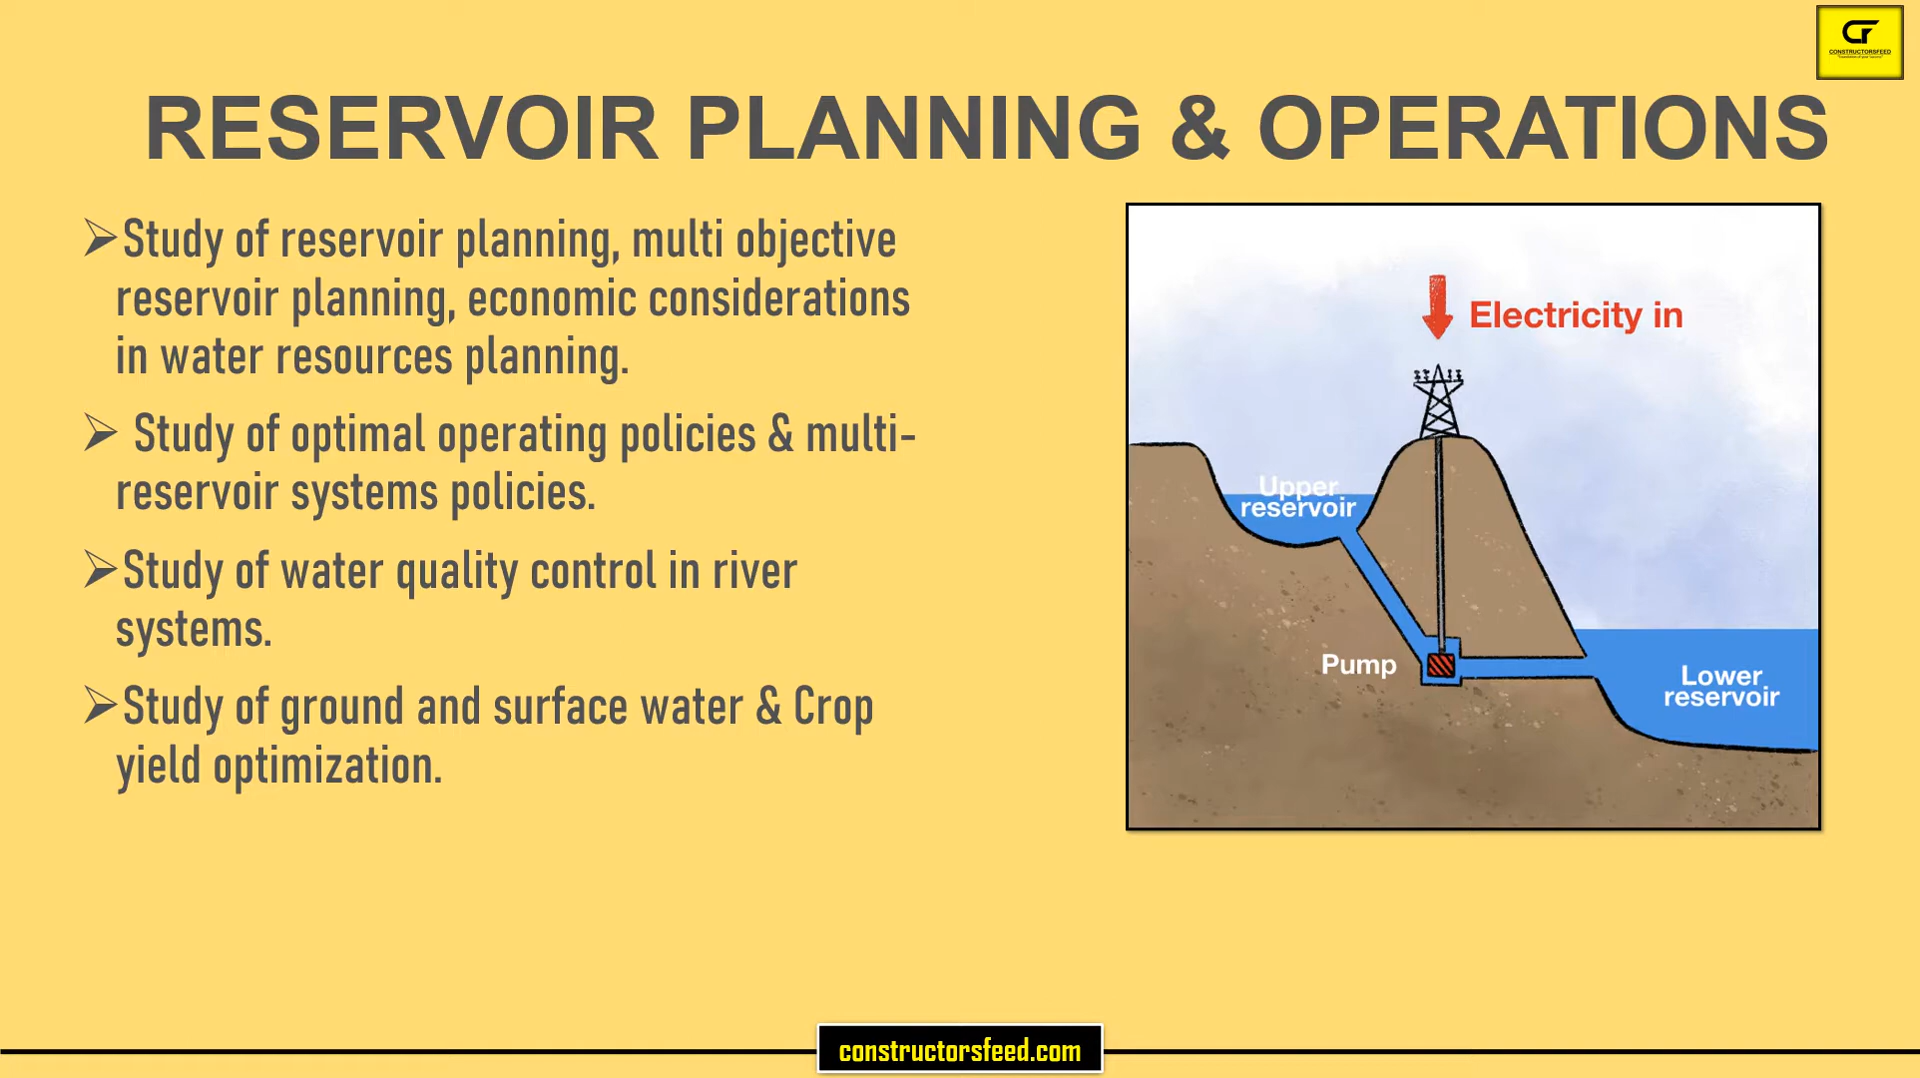 CF
CONSTRUCTORSFEED
RESERVOIR PLANNING & OPERATIONS
➢Study of reservoir planning, multi objective
reservoir planning, economic considerations
in water resources planning.
➢ Study of optimal operating policies & multi-
reservoir systems policies.
➢Study of water quality control in river
systems.
➢Study of ground and surface water & Crop
yield optimization.
Electricity in
Upper
reservoir
Pump
Lower
reservoir
constructorsfeed.com